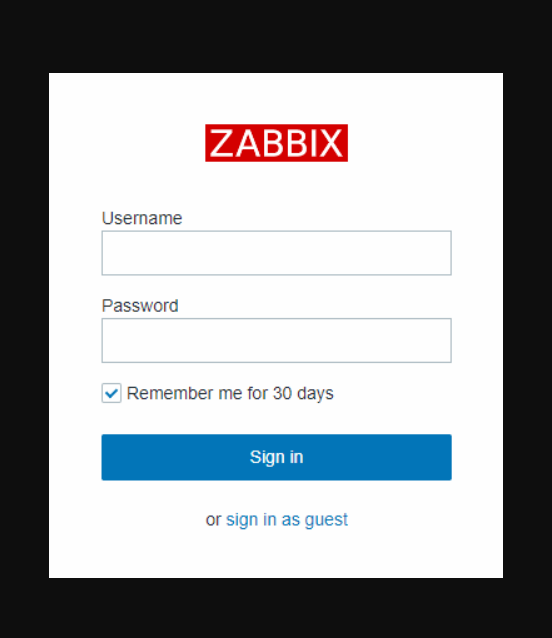 ZABBIX
Username
Password
Remember me for 30 days
Sign in
or sign in as guest